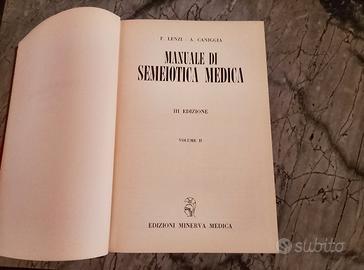 F. LENZI - A. CANIGGIA
MANUALE DI
SEMEIOTICA MEDICA
III EDIZIONE
VOLUME II
EDIZIONI MINERVA MEDICA
subito